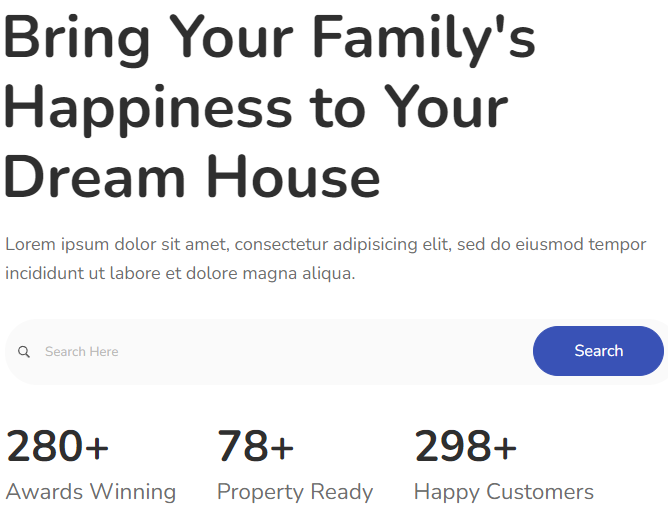 Bring Your Family's
Happiness to Your
Dream House
Lorem ipsum dolor sit amet, consectetur adipisicing elit, sed do eiusmod tempor
incididunt ut labore et dolore magna aliqua.
Search Here
Search
280+
78+
298+
Awards Winning
Property Ready
Happy Customers